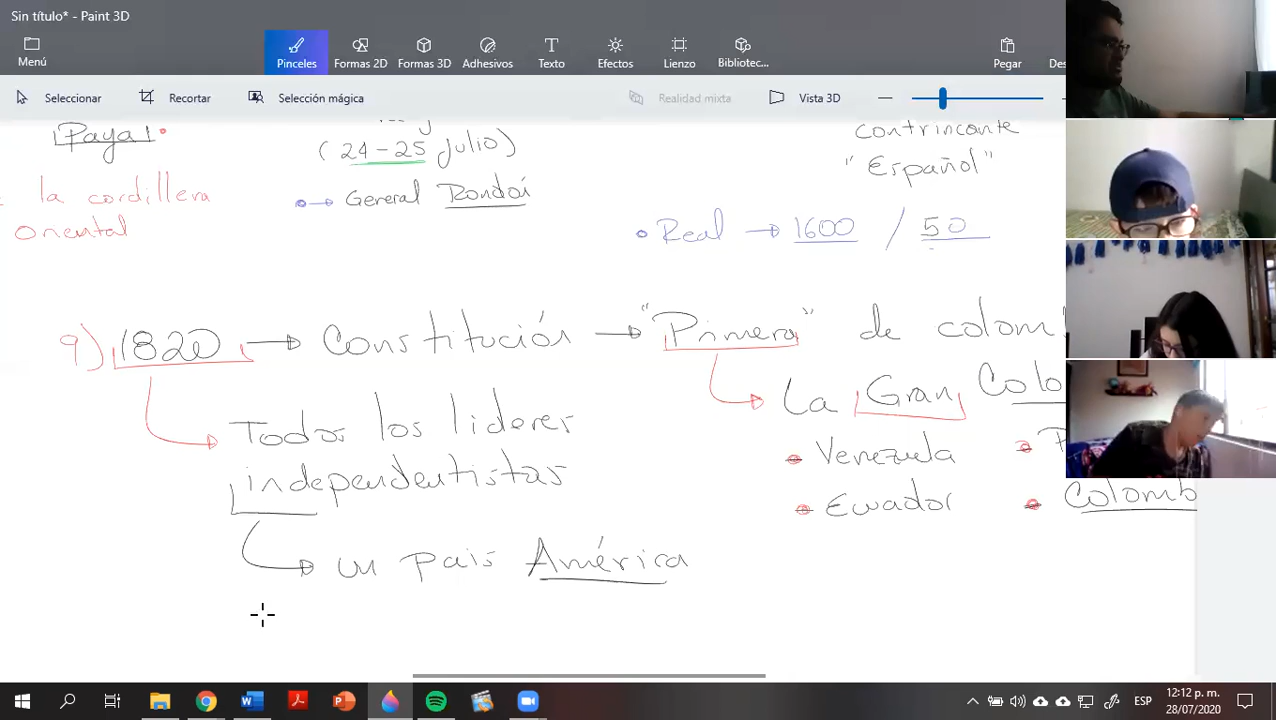 Sin título* - Paint 3D
Menú
Pinceles
Formas 2D
Formas 3D
Adhesivos
Texto
Efectos
Lienzo
Bibliotec...
Pegar
Des
Seleccionar
Recortar
Selección mágica
Realidad mixta
Vista 3D
¡Paya!
(24-25 julio)
contrincante
"Español"
la cordillera
oriental
General Rondón
Real → 1600 / 50
9) 1820 → Constitución → "Primera" de colom
La Gran Colo
Todos los lideres
independentistas
Venezuela
P
Ecuador
Colomb
un pais América
ESP
12:12 p. m.
28/07/2020